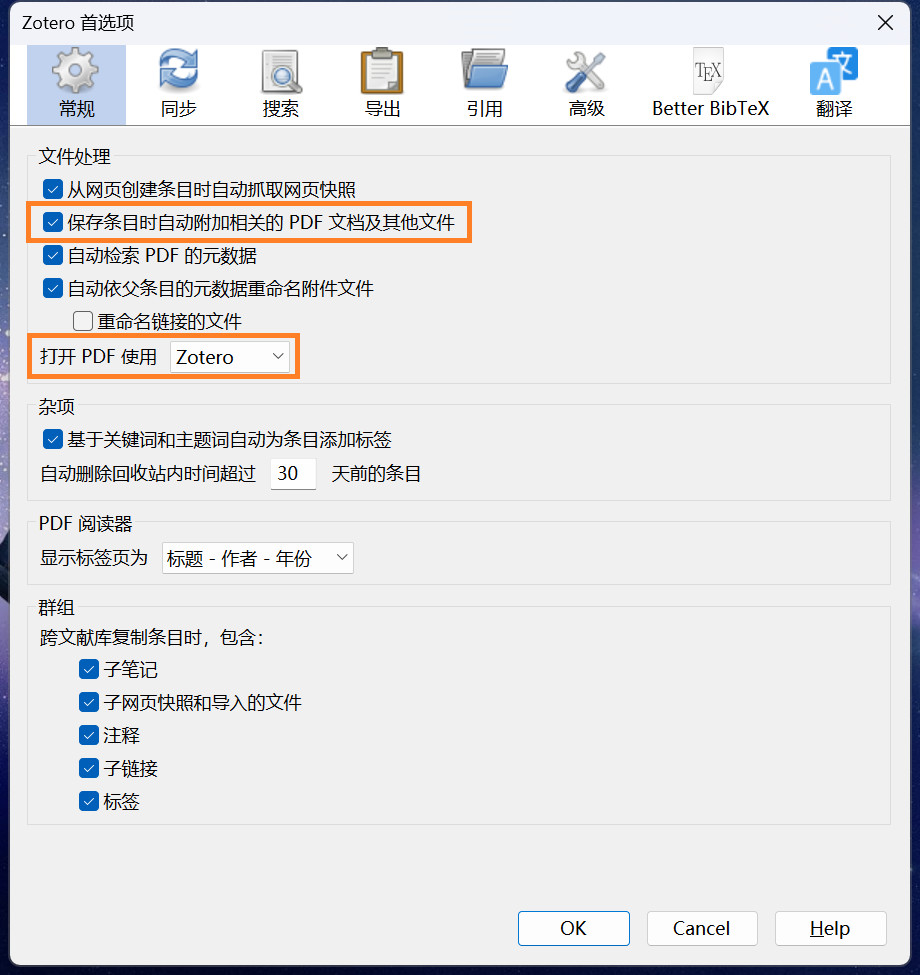 Zotero 首选项
常规 同步 搜索 导出 引用 高级 Better BibTeX 翻译
文件处理
从网页创建条目时自动抓取网页快照
保存条目时自动附加相关的 PDF 文档及其他文件
自动检索 PDF 的元数据
自动依父条目的元数据重命名附件文件
重命名链接的文件
打开 PDF 使用 Zotero
杂项
基于关键词和主题词自动为条目添加标签
自动删除回收站内时间超过 30 天前的条目
PDF 阅读器
显示标签页为 标题 - 作者 - 年份
群组
跨文献库复制条目时，包含：
子笔记
子网页快照和导入的文件
注释
子链接
标签
OK Cancel Help